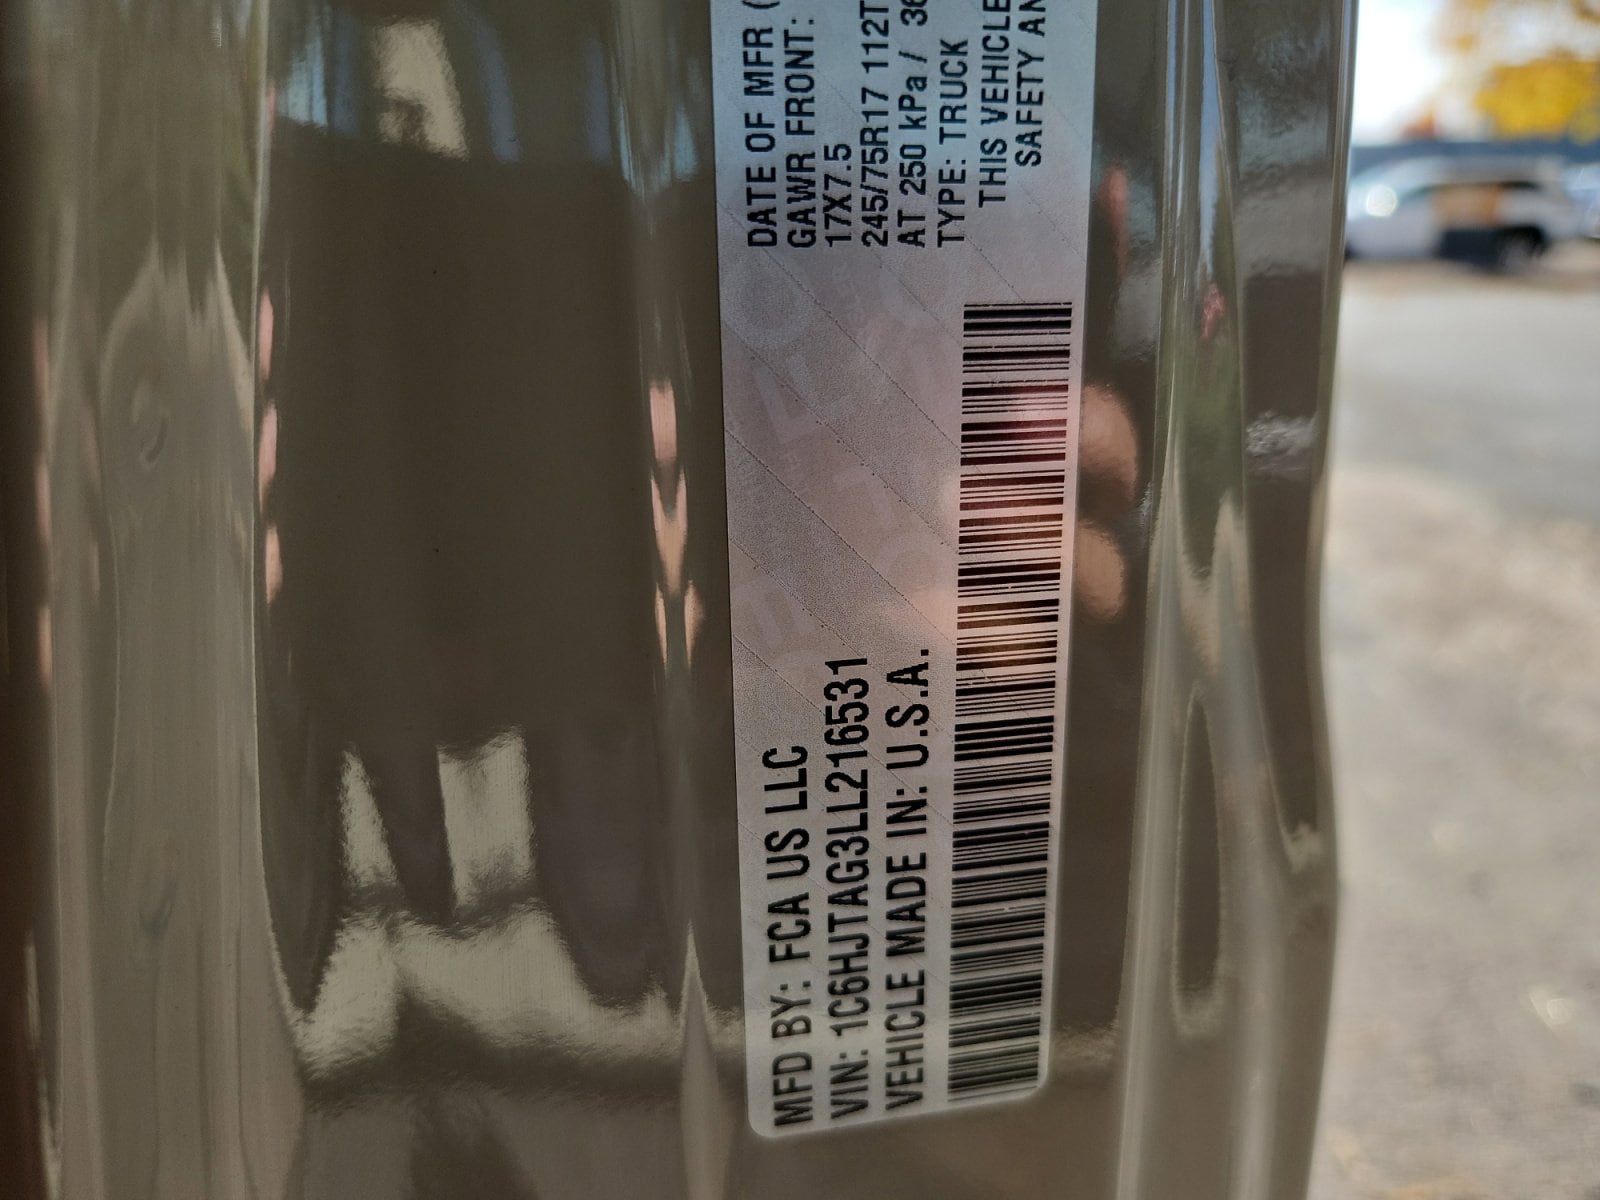 MFD BY: FCA US LLC
VIN: 1C6HJTAG3LL216531
VEHICLE MADE IN: U.S.A.
DATE OF MFR (
GAWR FRONT:
17X7.5
245/75R17 112T
AT 250 kPa /
TYPE: TRUCK
THIS VEHICLE
SAFETY